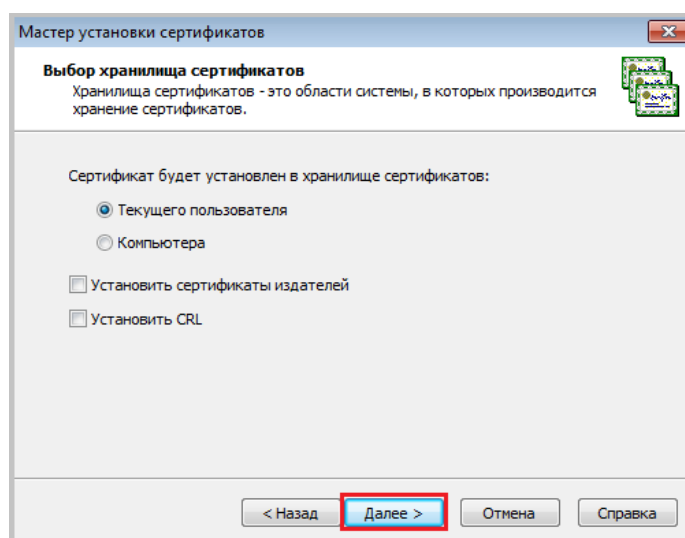 Мастер установки сертификатов
Выбор хранилища сертификатов
Хранилища сертификатов - это области системы, в которых производится
хранение сертификатов.
Сертификат будет установлен в хранилище сертификатов:
Текущего пользователя
Компьютера
Установить сертификаты издателей
Установить CRL
< Назад Далее > Отмена Справка